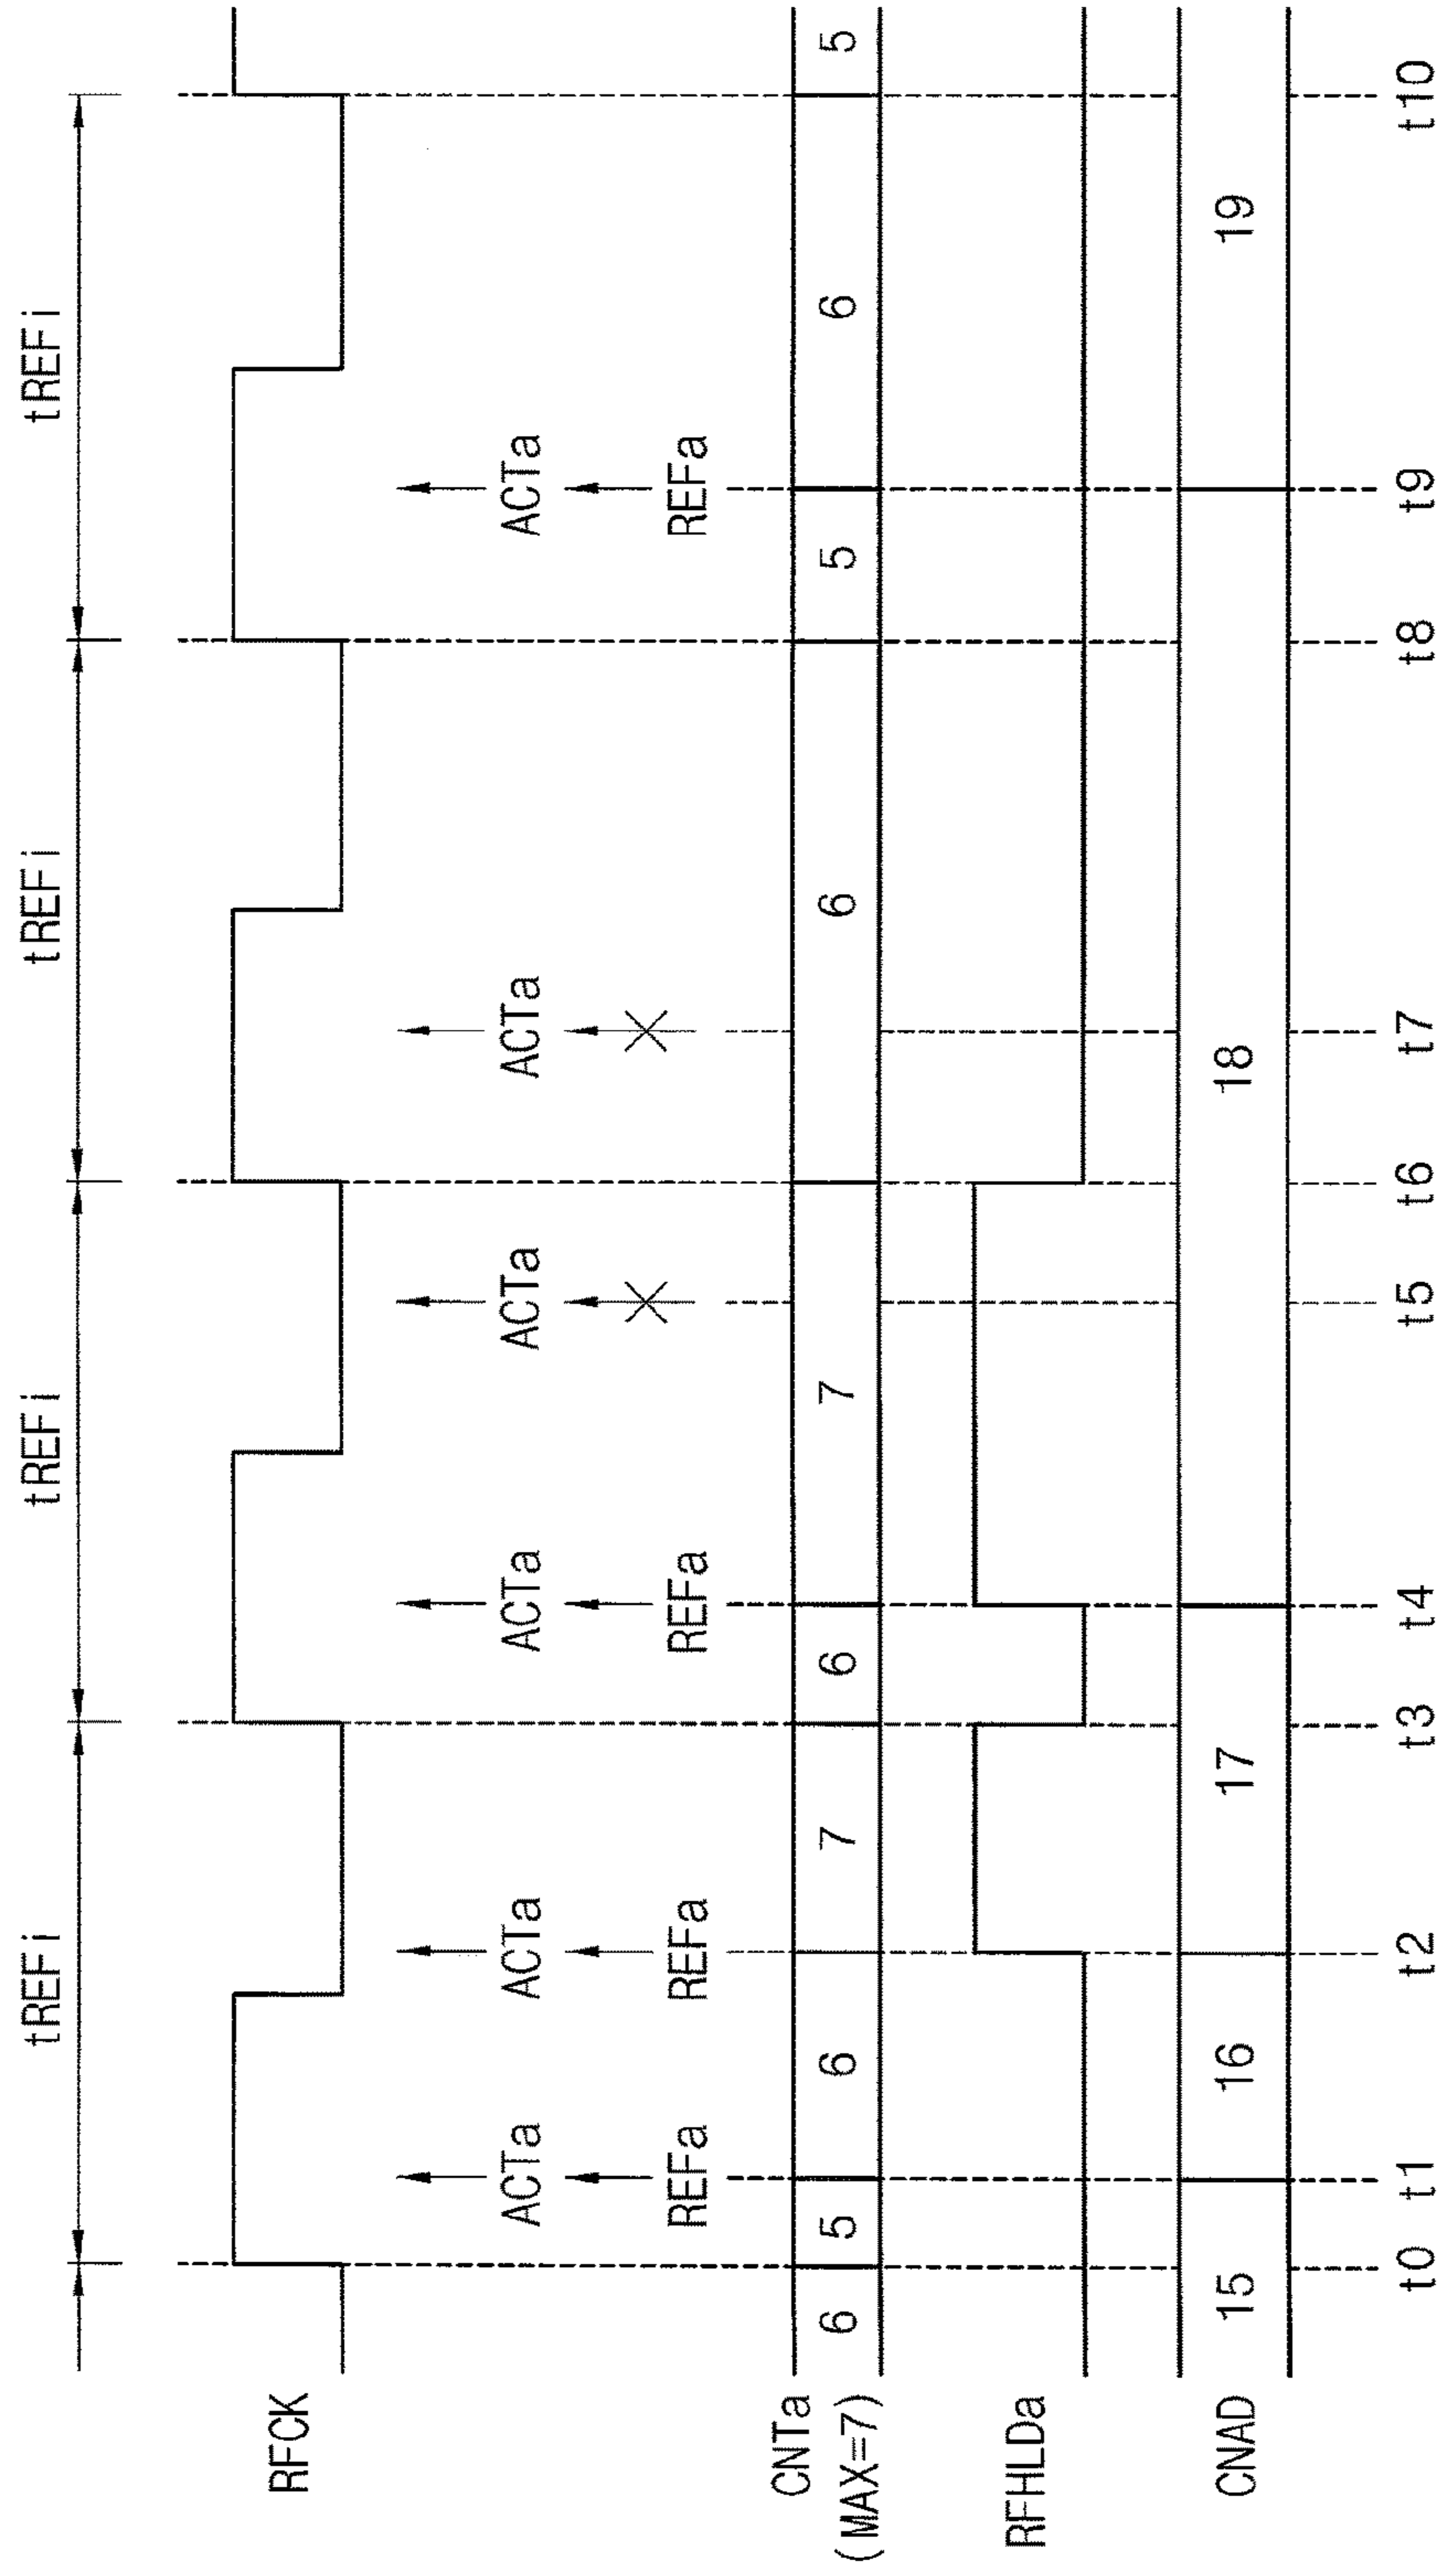 tREFi tREFi tREFi tREFi
RFCK
ACTa ACTa ACTa ACTa ACTa ACTa
REFa REFa REFa REFa
CNTa 6 5 6 7 6 7 6 5 6 5
(MAX=7)
RFHLDa
CNAD 15 16 17 18 19
t0 t1 t2 t3 t4 t5 t6 t7 t8 t9 t10